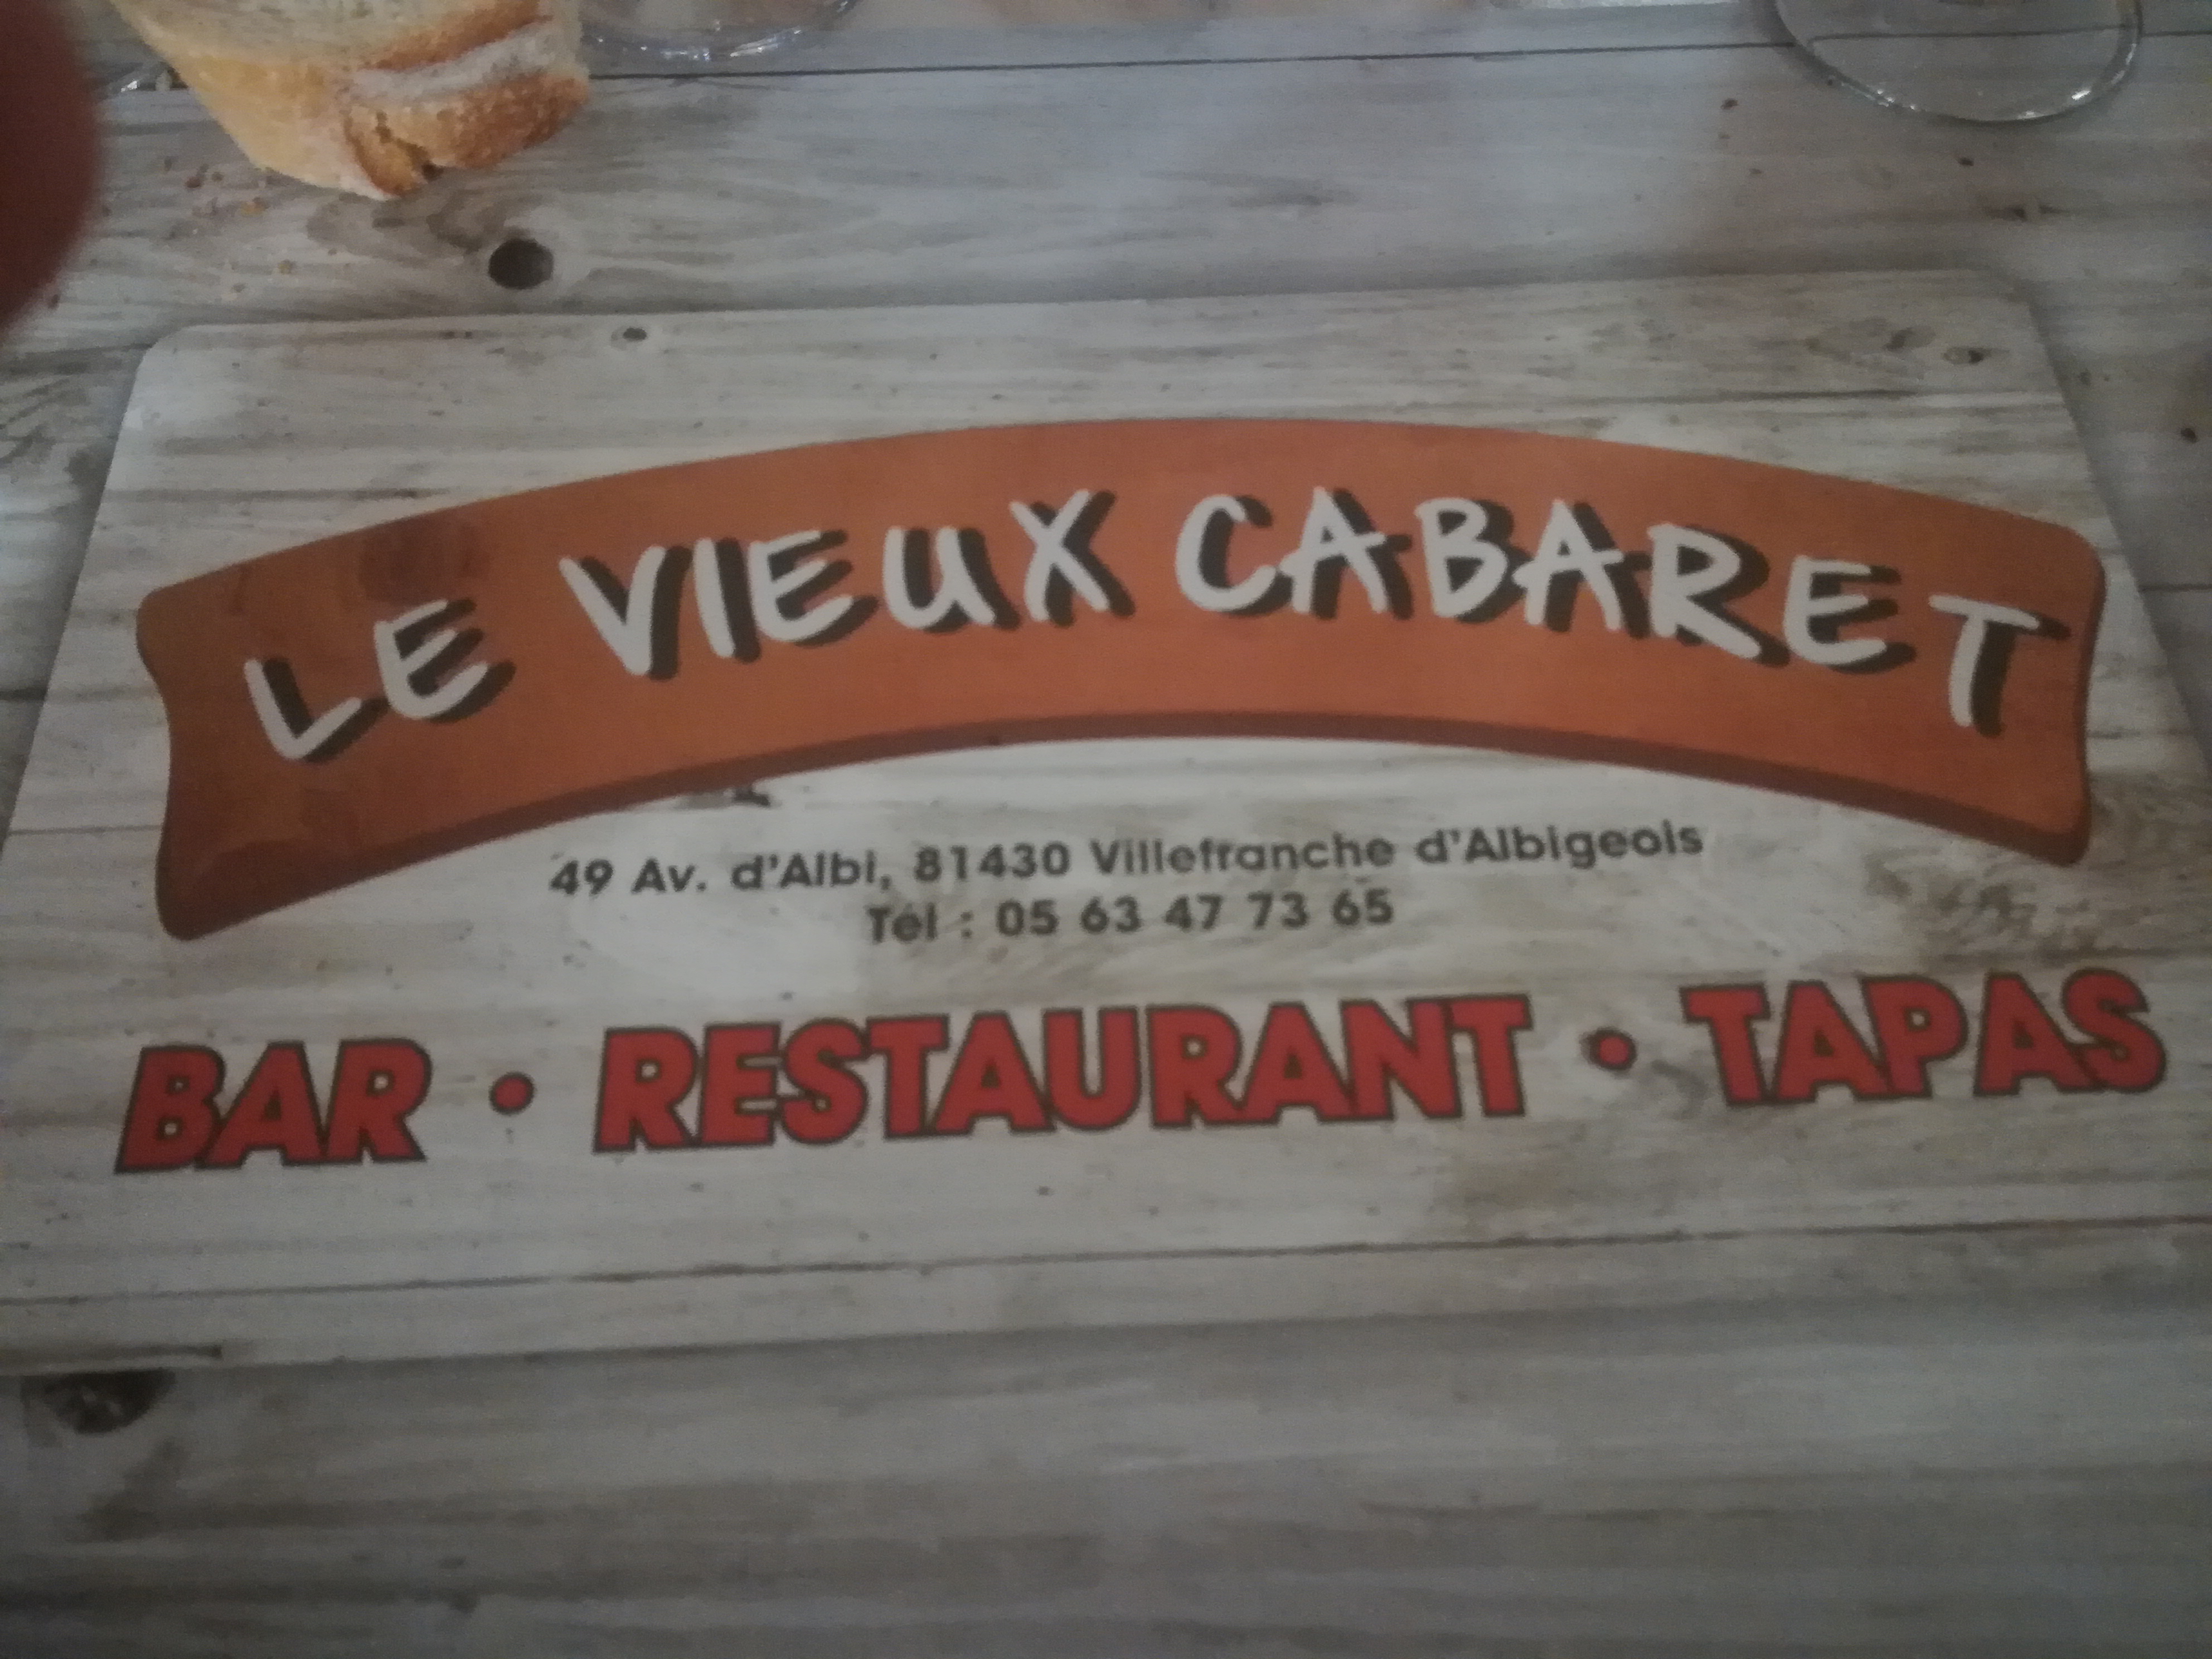 LE VIEUX CABARET
49 Av. d'Albi, 81430 Villefranche d'Albigeois
Tél : 05 63 47 73 65
BAR • RESTAURANT • TAPAS